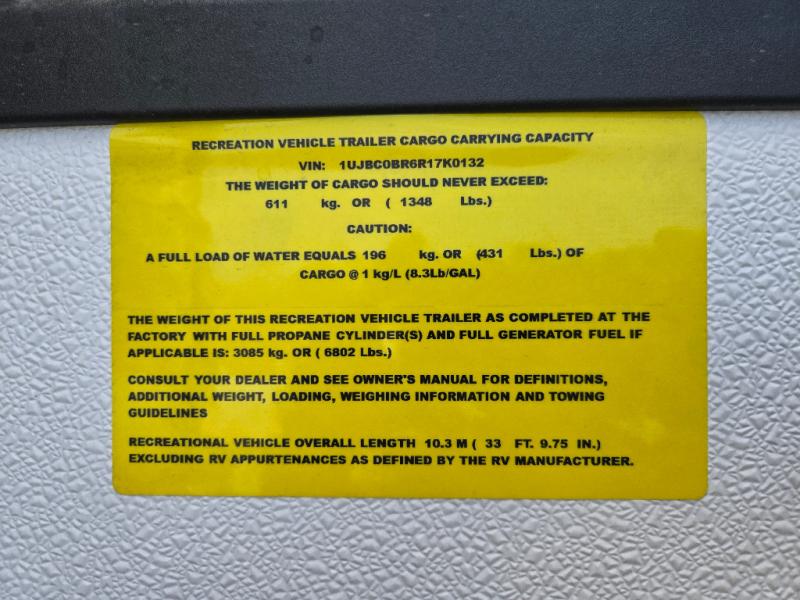 RECREATION VEHICLE TRAILER CARGO CARRYING CAPACITY
VIN: 1UJBC0BR6R17K0132
THE WEIGHT OF CARGO SHOULD NEVER EXCEED:
611 kg. OR ( 1348 Lbs.)
CAUTION:
A FULL LOAD OF WATER EQUALS 196 kg. OR (431 Lbs.) OF
CARGO @ 1 kg/L (8.3Lb/GAL)
THE WEIGHT OF THIS RECREATION VEHICLE TRAILER AS COMPLETED AT THE
FACTORY WITH FULL PROPANE CYLINDER(S) AND FULL GENERATOR FUEL IF
APPLICABLE IS: 3085 kg. OR ( 6802 Lbs.)
CONSULT YOUR DEALER AND SEE OWNER'S MANUAL FOR DEFINITIONS,
ADDITIONAL WEIGHT, LOADING, WEIGHING INFORMATION AND TOWING
GUIDELINES
RECREATIONAL VEHICLE OVERALL LENGTH 10.3 M ( 33 FT. 9.75 IN.)
EXCLUDING RV APPURTENANCES AS DEFINED BY THE RV MANUFACTURER.